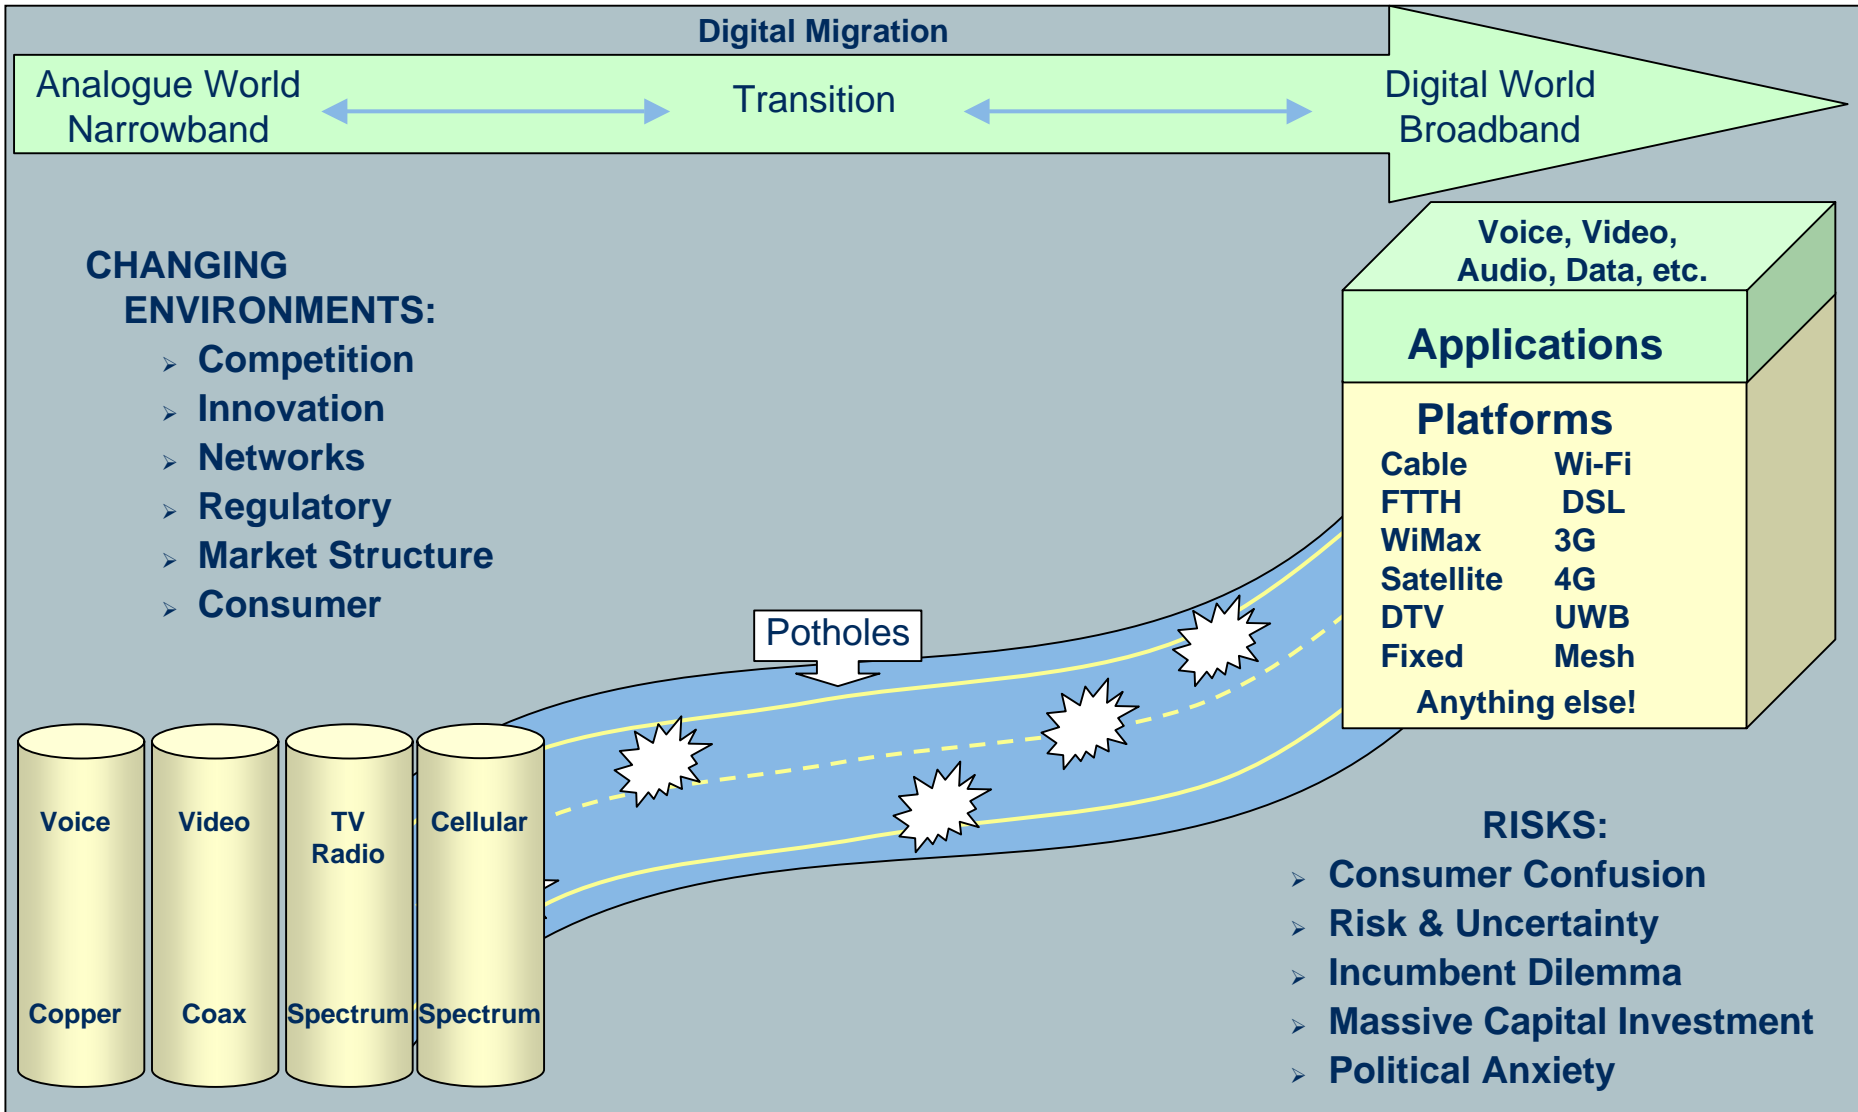 Digital Migration
Analogue World
Narrowband
Transition
Digital World
Broadband
CHANGING
ENVIRONMENTS:
Competition
Innovation
Networks
Regulatory
Market Structure
Consumer
Voice, Video,
Audio, Data, etc.
Applications
Platforms
Cable Wi-Fi
FTTH DSL
WiMax 3G
Satellite 4G
DTV UWB
Fixed Mesh
Anything else!
Potholes
Voice
Copper
Video
Coax
TV
Radio
Spectrum
Cellular
Spectrum
RISKS:
Consumer Confusion
Risk & Uncertainty
Incumbent Dilemma
Massive Capital Investment
Political Anxiety